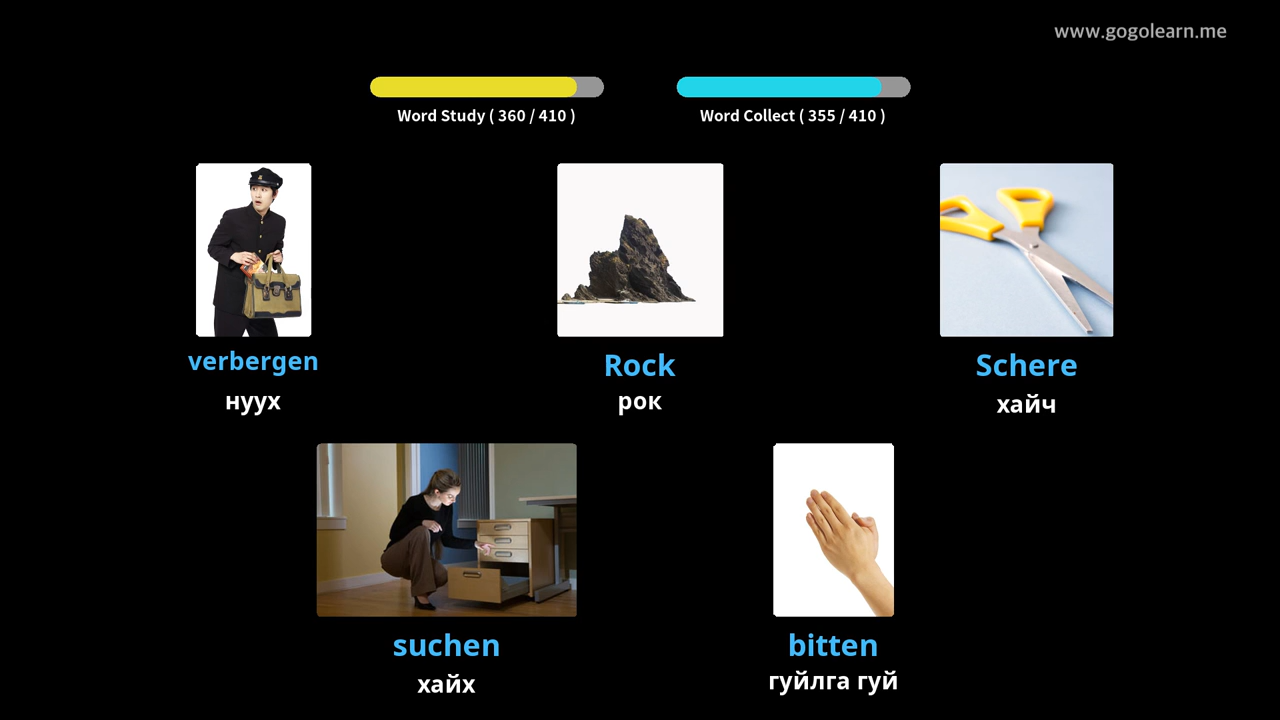 www.gogolearn.me
Word Study ( 360 / 410 )
Word Collect ( 355 / 410 )
verbergen
нуух
Rock
рок
Schere
хайч
suchen
хайх
bitten
гуйлга гуй